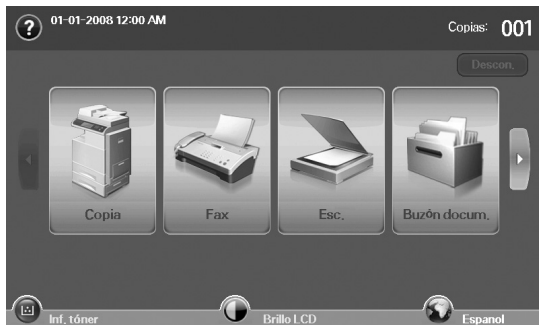 ? 01-01-2008 12:00 AM Copias: 001
Descon.
Copia Fax Esc. Buzón docum.
Inf. tóner Brillo LCD Espanol